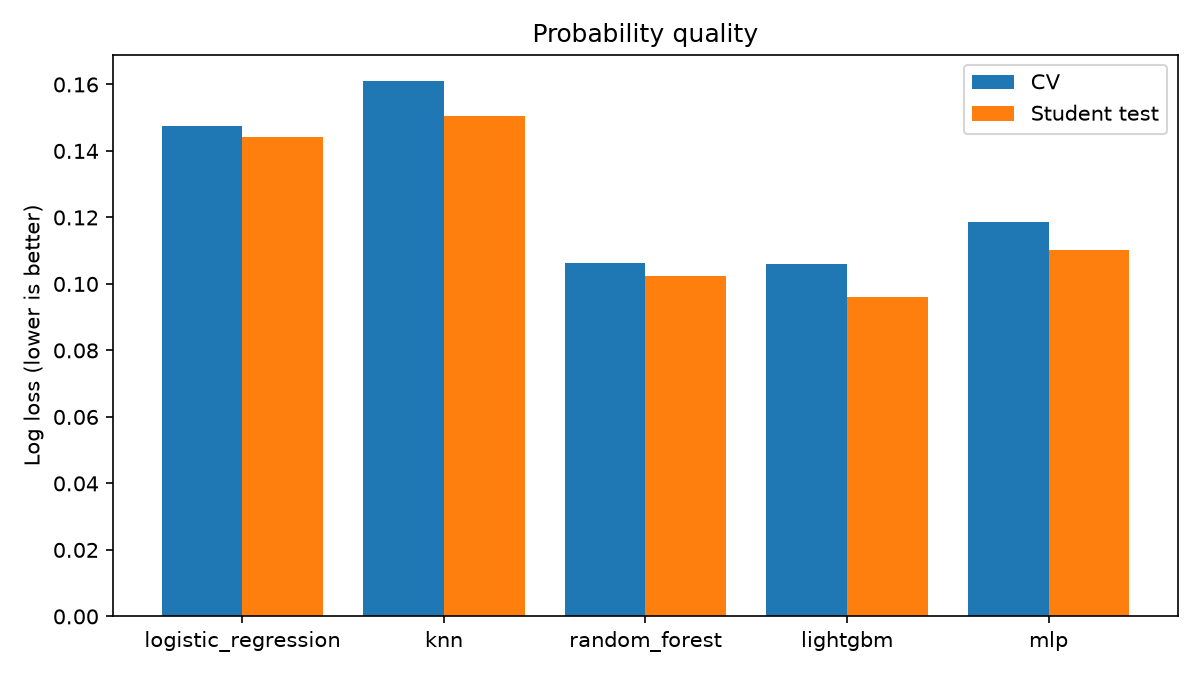 Probability quality
CV
Student test
Log loss (lower is better)
0.16
0.14
0.12
0.10
0.08
0.06
0.04
0.02
0.00
logistic_regression
knn
random_forest
lightgbm
mlp